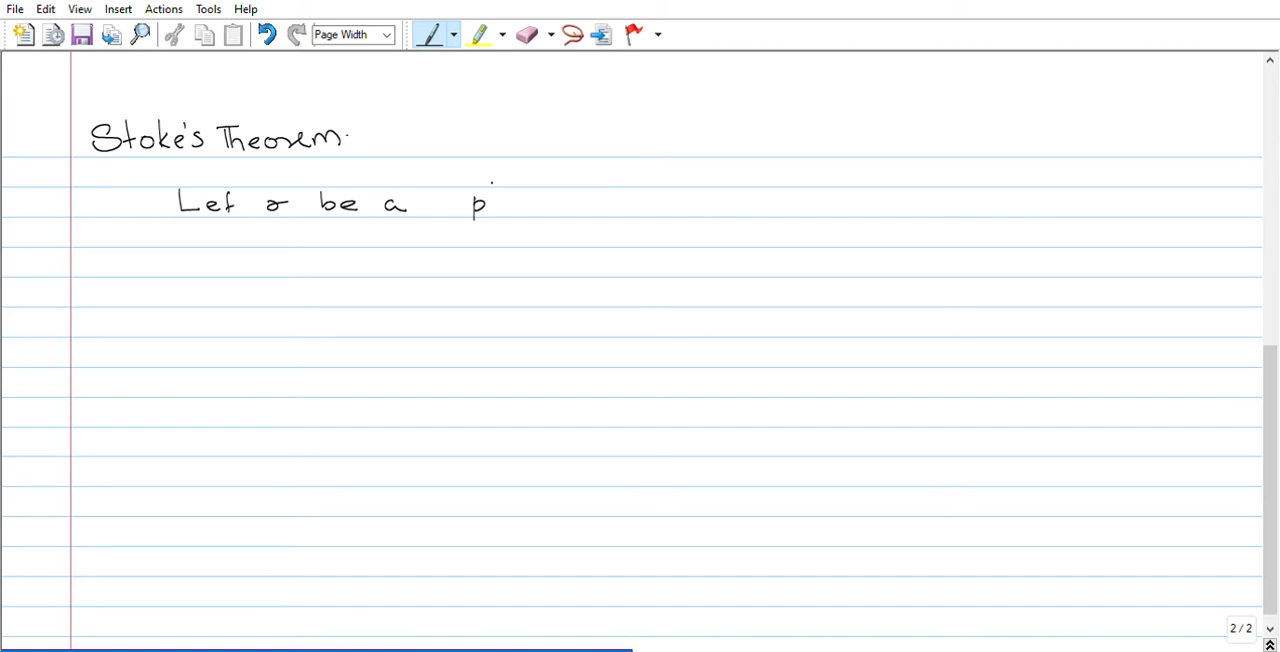 File Edit View Insert Actions Tools Help
Page Width
Stoke's Theorem.
Let σ be a p
2 / 2